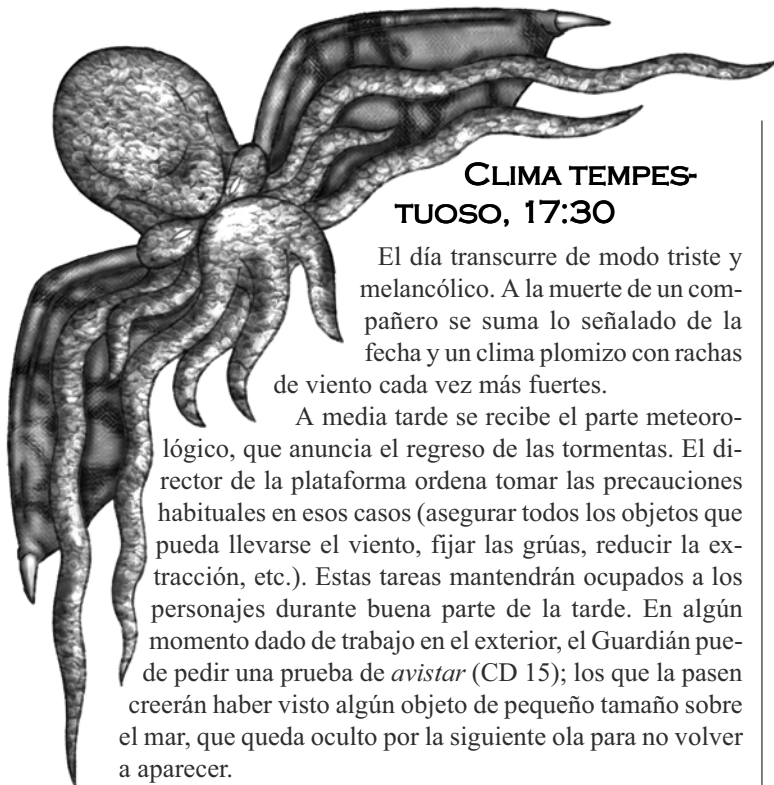 CLIMA TEMPES-
TUOSO, 17:30
El día transcurre de modo triste y
melancólico. A la muerte de un com-
pañero se suma lo señalado de la
fecha y un clima plomizo con rachas
de viento cada vez más fuertes.
A media tarde se recibe el parte meteoro-
lógico, que anuncia el regreso de las tormentas. El di-
rector de la plataforma ordena tomar las precauciones
habituales en esos casos (asegurar todos los objetos que
pueda llevarse el viento, fijar las grúas, reducir la ex-
tracción, etc.). Estas tareas mantendrán ocupados a los
personajes durante buena parte de la tarde. En algún
momento dado de trabajo en el exterior, el Guardián pue-
de pedir una prueba de avistar (CD 15); los que la pasen
creerán haber visto algún objeto de pequeño tamaño sobre
el mar, que queda oculto por la siguiente ola para no volver
a aparecer.